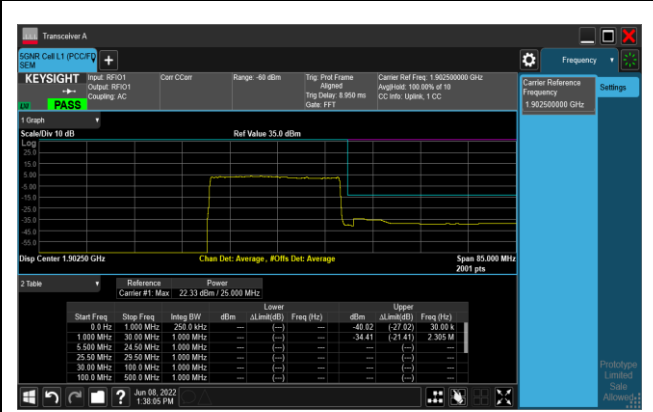 Transceiver A
5GNR Cell L1 (PCC/F
SEM
Frequency
KEYSIGHT
Input: RFIO1
Output: RFIO1
Coupling: AC
Corr CCorr
Range: -60 dBm
Trig: Prot Frame
Aligned
Trig Delay: 8.950 ms
Gate: FFT
Carrier Ref Freq: 1.902500000 GHz
Avg|Hold: 100.00% of 10
CC Info: Uplink, 1 CC
PASS
Carrier Reference
Frequency
1.902500000 GHz
Settings
1 Graph
Scale/Div 10 dB
Ref Value 35.0 dBm
Log
25.0
15.0
5.00
-5.00
-15.0
-25.0
-35.0
-45.0
-55.0
Disp Center 1.90250 GHz
Chan Det: Average, #Offs Det: Average
Span 85.000 MHz
2001 pts
2 Table
Reference Power
Carrier #1: Max 22.33 dBm / 25.000 MHz
Lower Upper
Start Freq Stop Freq Integ BW dBm ΔLimit(dB) Freq (Hz) dBm ΔLimit(dB) Freq (Hz)
0.0 Hz 1.000 MHz 250.0 kHz --- (---) --- -40.02 (-27.02) 30.00 k
1.000 MHz 30.00 MHz 1.000 MHz --- (---) --- -34.41 (-21.41) 2.305 M
5.500 MHz 24.50 MHz 1.000 MHz --- (---) --- --- (---) ---
25.50 MHz 29.50 MHz 1.000 MHz --- (---) --- --- (---) ---
30.00 MHz 100.0 MHz 1.000 MHz --- (---) --- --- (---) ---
100.0 MHz 500.0 MHz 1.000 MHz --- (---) --- --- (---) ---
Prototype
Limited
Sale
Allowed
Jun 08, 2022
1:38:05 PM